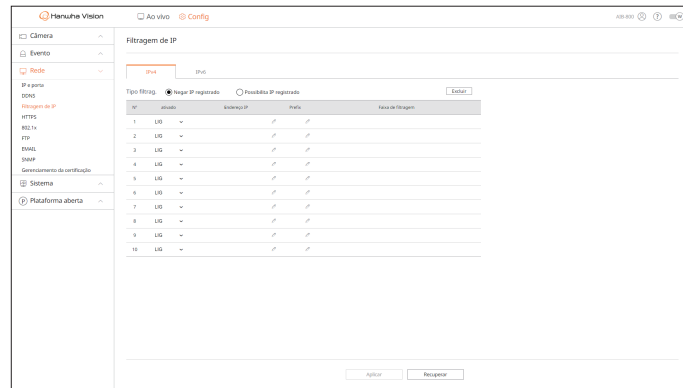 Hanwha Vision
Ao vivo
Config
?
Câmera
Evento
Rede
IP e porta
DDNS
Filtragem de IP
HTTPS
802.1x
FTP
EMAIL
SNMP
Gerenciamento da certificação
Sistema
P Plataforma aberta
Filtragem de IP
IPv4 IPv6
Tipo filtrag. Negar IP registrado Possibilita IP registrado Excluir
Nº ativado Endereço IP Prefix Faixa de filtragem
1 LIG
2 LIG
3 LIG
4 LIG
5 LIG
6 LIG
7 LIG
8 LIG
9 LIG
10 LIG
Aplicar Recuperar